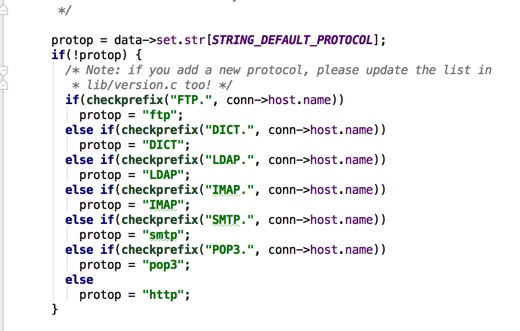 */
protop = data->set.str[STRING_DEFAULT_PROTOCOL];
if(!protop) {
/* Note: if you add a new protocol, please update the list in
* lib/version.c too! */
if(checkprefix("FTP.", conn->host.name))
protop = "ftp";
else if(checkprefix("DICT.", conn->host.name))
protop = "DICT";
else if(checkprefix("LDAP.", conn->host.name))
protop = "LDAP";
else if(checkprefix("IMAP.", conn->host.name))
protop = "IMAP";
else if(checkprefix("SMTP.", conn->host.name))
protop = "smtp";
else if(checkprefix("POP3.", conn->host.name))
protop = "pop3";
else
protop = "http";
}